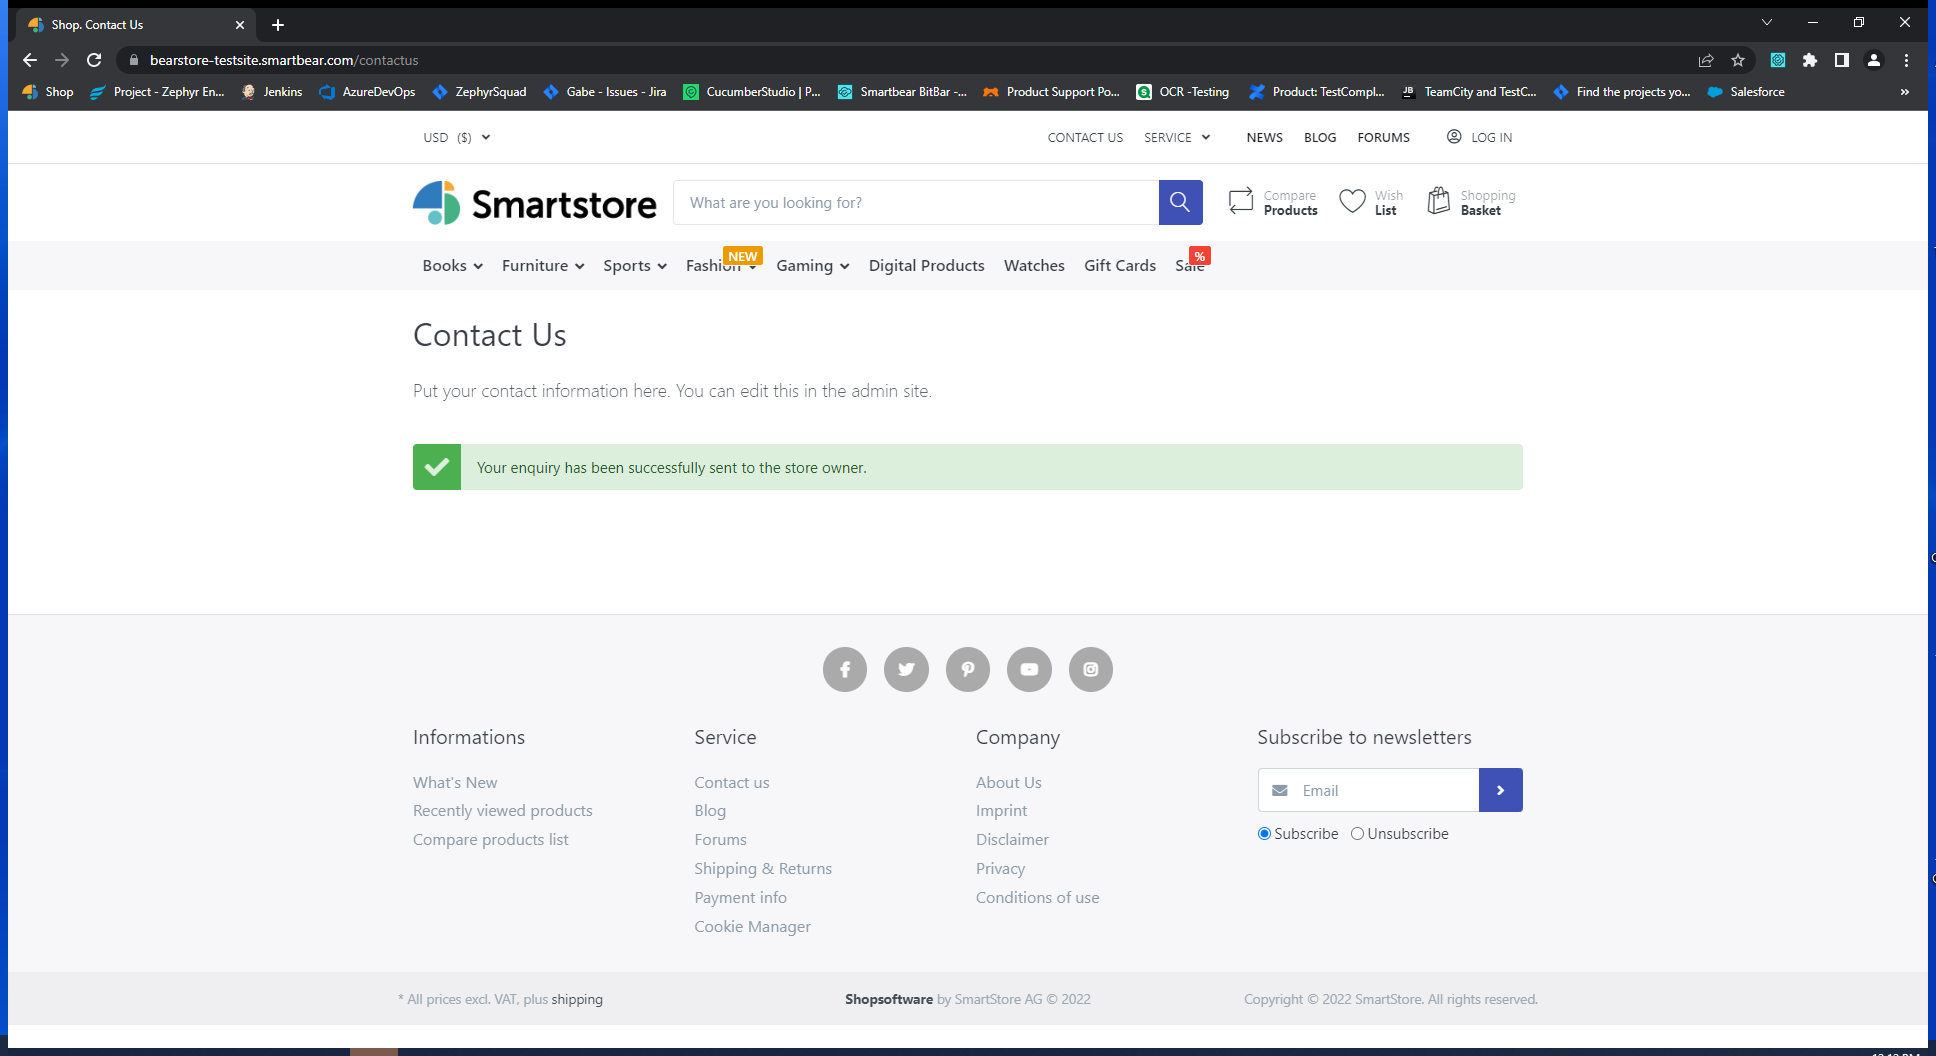 Shop. Contact Us
bearstore-testsite.smartbear.com/contactus
Shop Project - Zephyr En... Jenkins AzureDevOps ZephyrSquad Gabe - Issues - Jira CucumberStudio | P... Smartbear BitBar -... Product Support Po... OCR -Testing Product: TestCompl... JB TeamCity and TestC... Find the projects yo... Salesforce »
USD ($) CONTACT US SERVICE NEWS BLOG FORUMS LOG IN
Smartstore What are you looking for? Compare Products Wish List Shopping Basket
NEW %
Books Furniture Sports Fashion Gaming Digital Products Watches Gift Cards Sale
Contact Us
Put your contact information here. You can edit this in the admin site.
Your enquiry has been successfully sent to the store owner.
Informations Service Company Subscribe to newsletters
What's New Contact us About Us Email
Recently viewed products Blog Imprint
Compare products list Forums Disclaimer Subscribe Unsubscribe
Shipping & Returns Privacy
Payment info Conditions of use
Cookie Manager
* All prices excl. VAT, plus shipping Shopsoftware by SmartStore AG © 2022 Copyright © 2022 SmartStore. All rights reserved.